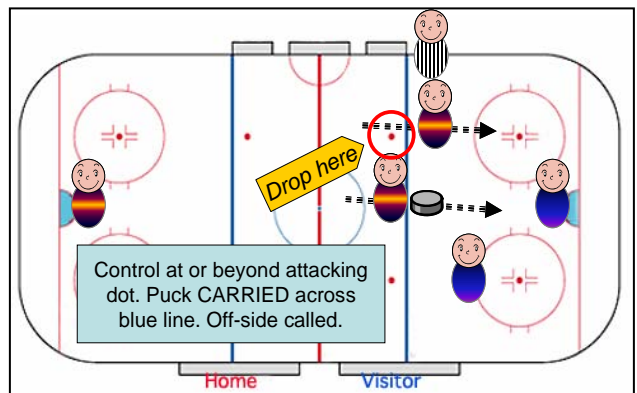 Drop here
Control at or beyond attacking
dot. Puck CARRIED across
blue line. Off-side called.
Home
Visitor